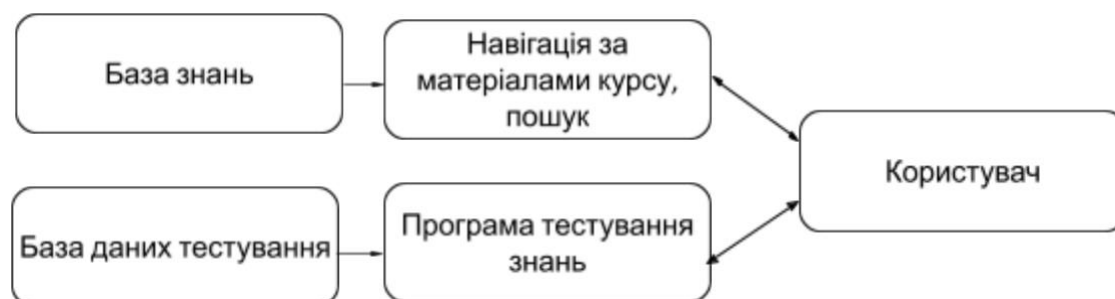 База знань
Навігація за
матеріалами курсу,
пошук
Користувач
База даних тестування
Програма тестування
знань